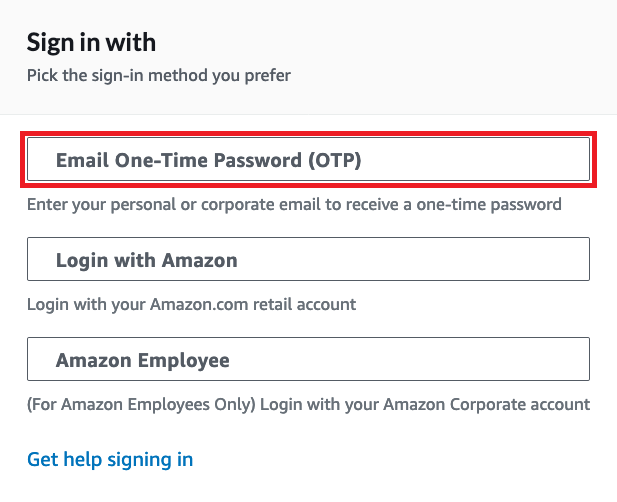 Sign in with
Pick the sign-in method you prefer
Email One-Time Password (OTP)
Enter your personal or corporate email to receive a one-time password
Login with Amazon
Login with your Amazon.com retail account
Amazon Employee
(For Amazon Employees Only) Login with your Amazon Corporate account
Get help signing in